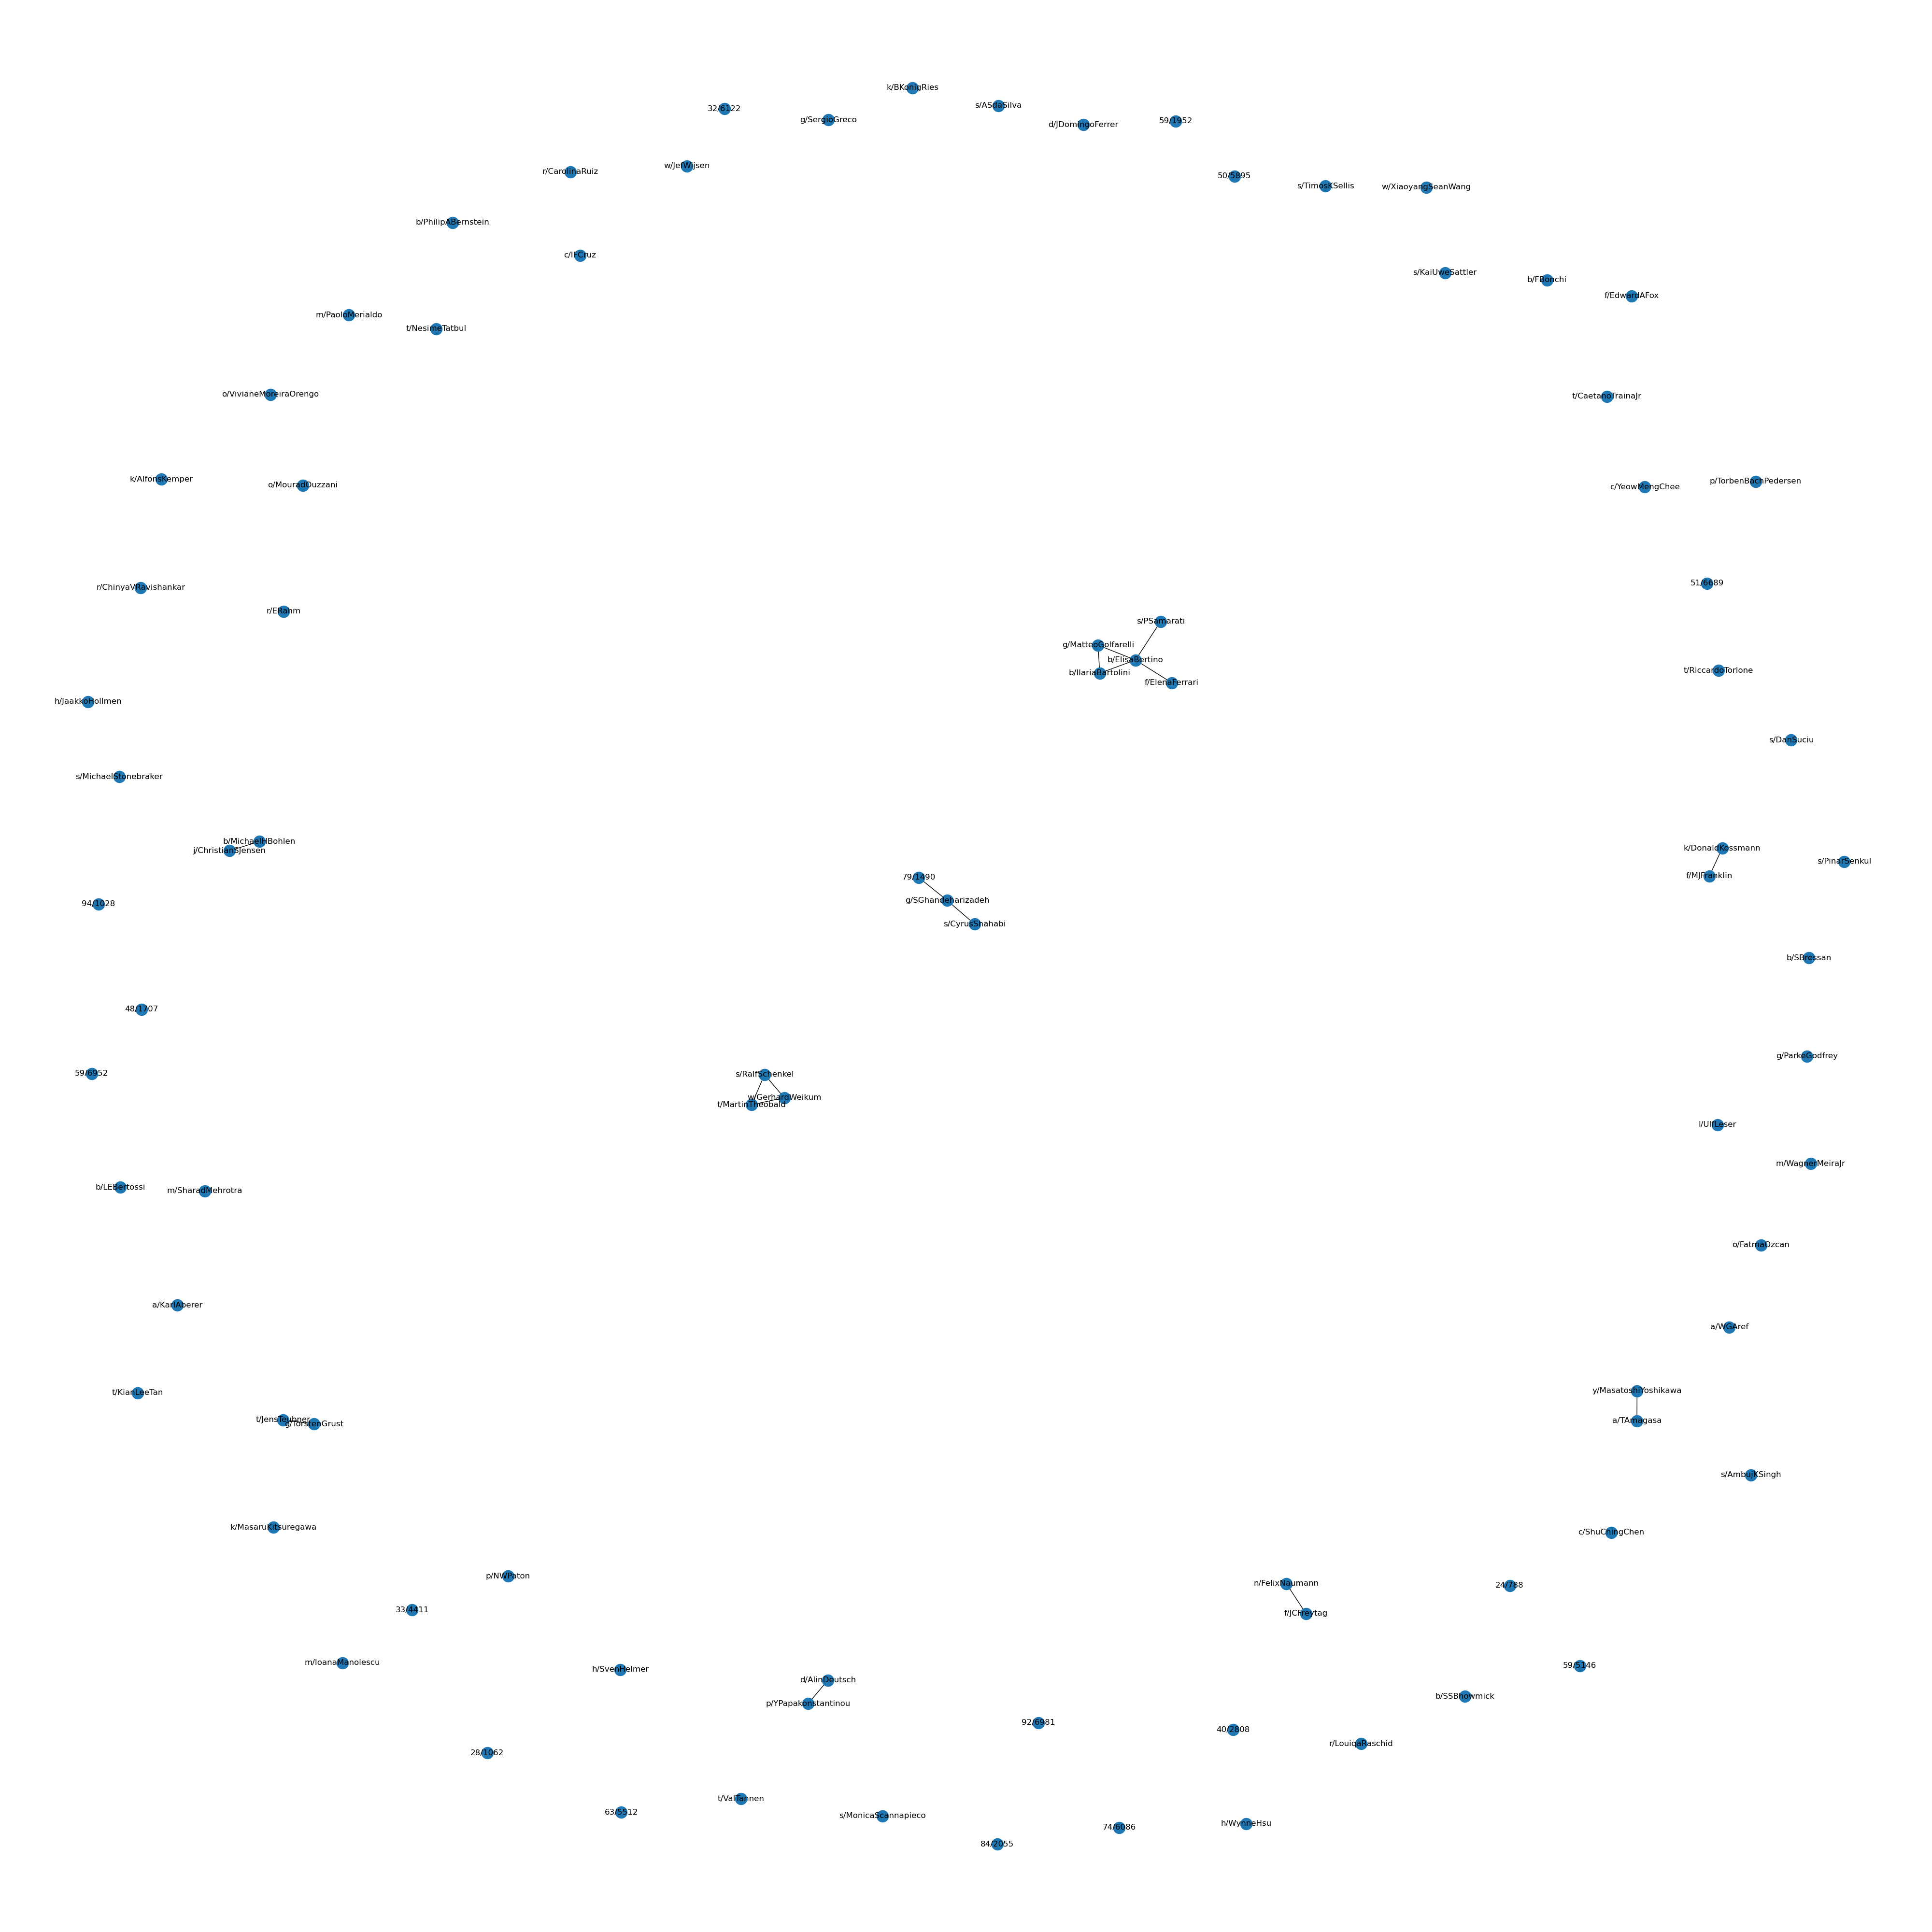 k/BKonigRies
s/ASdaSilva
32/6122
g/SergioGreco
59/1952
d/JDomingoFerrer
w/JefWijsen
r/CarolinaRuiz
50/5895
s/TimosKSellis
w/XiaoyangSeanWang
b/PhilipABernstein
c/IFCruz
s/KaiUweSattler
b/FBonchi
f/EdwardAFox
m/PaoloMerialdo
t/NesimeTatbul
o/VivianeMoreiraOrengo
t/CaetanoTrainaJr
k/AlfonsKemper
o/MouradOuzzani
c/YeowMengChee
p/TorbenBachPedersen
51/6689
r/ChinyaVRavishankar
r/ERahm
s/PSamarati
g/MatteoGolfarelli
b/ElisaBertino
b/IlariaBartolini
f/ElenaFerrari
t/RiccardoTorlone
h/JaakkoHollmen
s/DanSuciu
s/MichaelStonebraker
b/MichaelHBohlen
j/ChristianSJensen
k/DonaldKossmann
s/PinarSenkul
f/MJFranklin
79/1490
g/SGhandeharizadeh
s/CyrusShahabi
94/1028
b/SBressan
48/1707
g/ParkeGodfrey
59/6952
s/RalfSchenkel
w/GerhardWeikum
t/MartinTheobald
l/UlfLeser
m/WagnerMeiraJr
b/LEBertossi
m/SharadMehrotra
o/FatmaOzcan
a/KarlAberer
a/WGAref
t/KianLeeTan
y/MasatoshiYoshikawa
a/TAmagasa
t/JensTeubner
g/TorstenGrust
s/AmbujKSingh
k/MasaruKitsuregawa
c/ShuChingChen
p/NWPaton
n/FelixNaumann
24/788
33/4411
f/JCFreytag
m/IoanaManolescu
h/SvenHelmer
59/5146
d/AlinDeutsch
p/YPapakonstantinou
b/SSBhowmick
92/6981
40/2808
r/LouiqaRaschid
28/1062
t/ValTannen
63/5512
s/MonicaScannapieco
h/WynneHsu
74/6086
84/2055